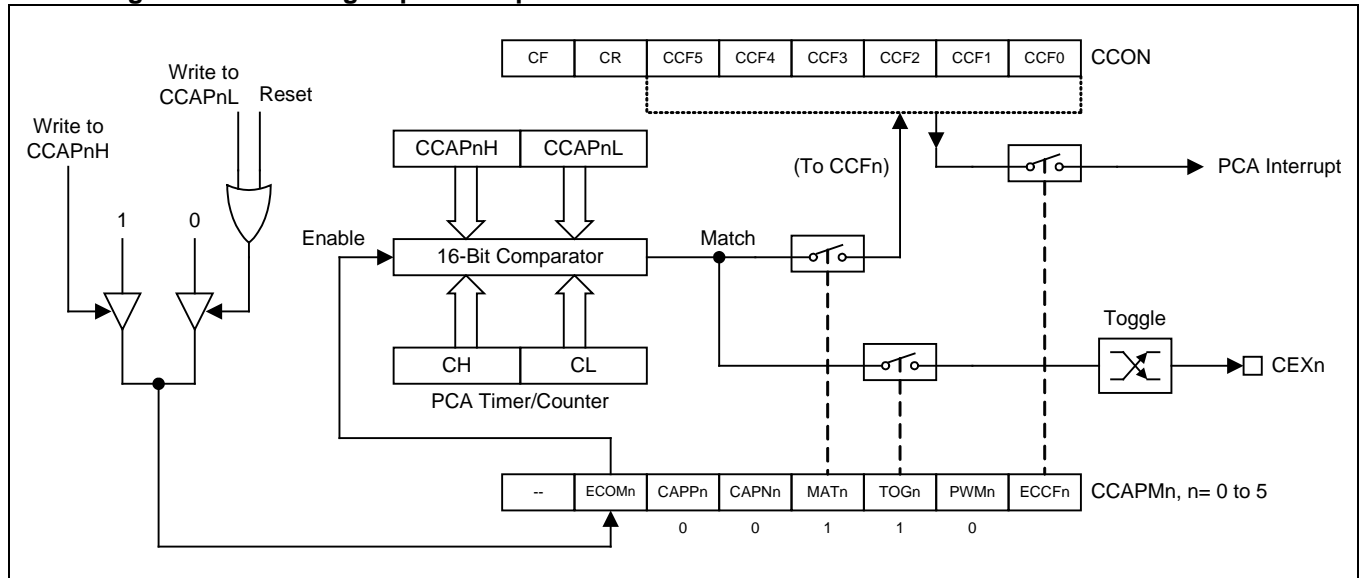 CF CR CCF5 CCF4 CCF3 CCF2 CCF1 CCF0 CCON
Write to
CCAPnL
Reset
Write to
CCAPnH
CCAPnH CCAPnL
(To CCFn)
PCA Interrupt
1 0
Enable
16-Bit Comparator
Match
Toggle
CH CL
CEXn
PCA Timer/Counter
-- ECOMn CAPPn CAPNn MATn TOGn PWMn ECCFn CCAPMn, n= 0 to 5
0 0 1 1 0